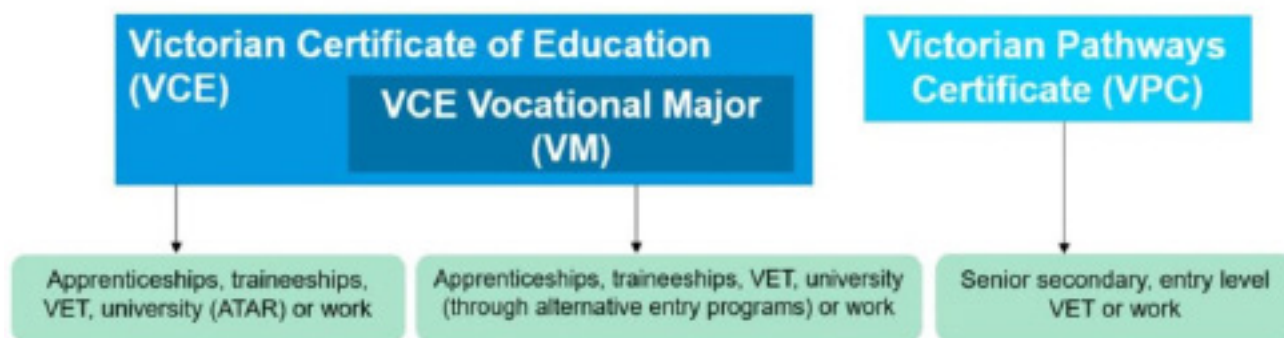 Victorian Certificate of Education
(VCE)
VCE Vocational Major
(VM)
Victorian Pathways
Certificate (VPC)
Apprenticeships, traineeships,
VET, university (ATAR) or work
Apprenticeships, traineeships, VET, university
(through alternative entry programs) or work
Senior secondary, entry level
VET or work